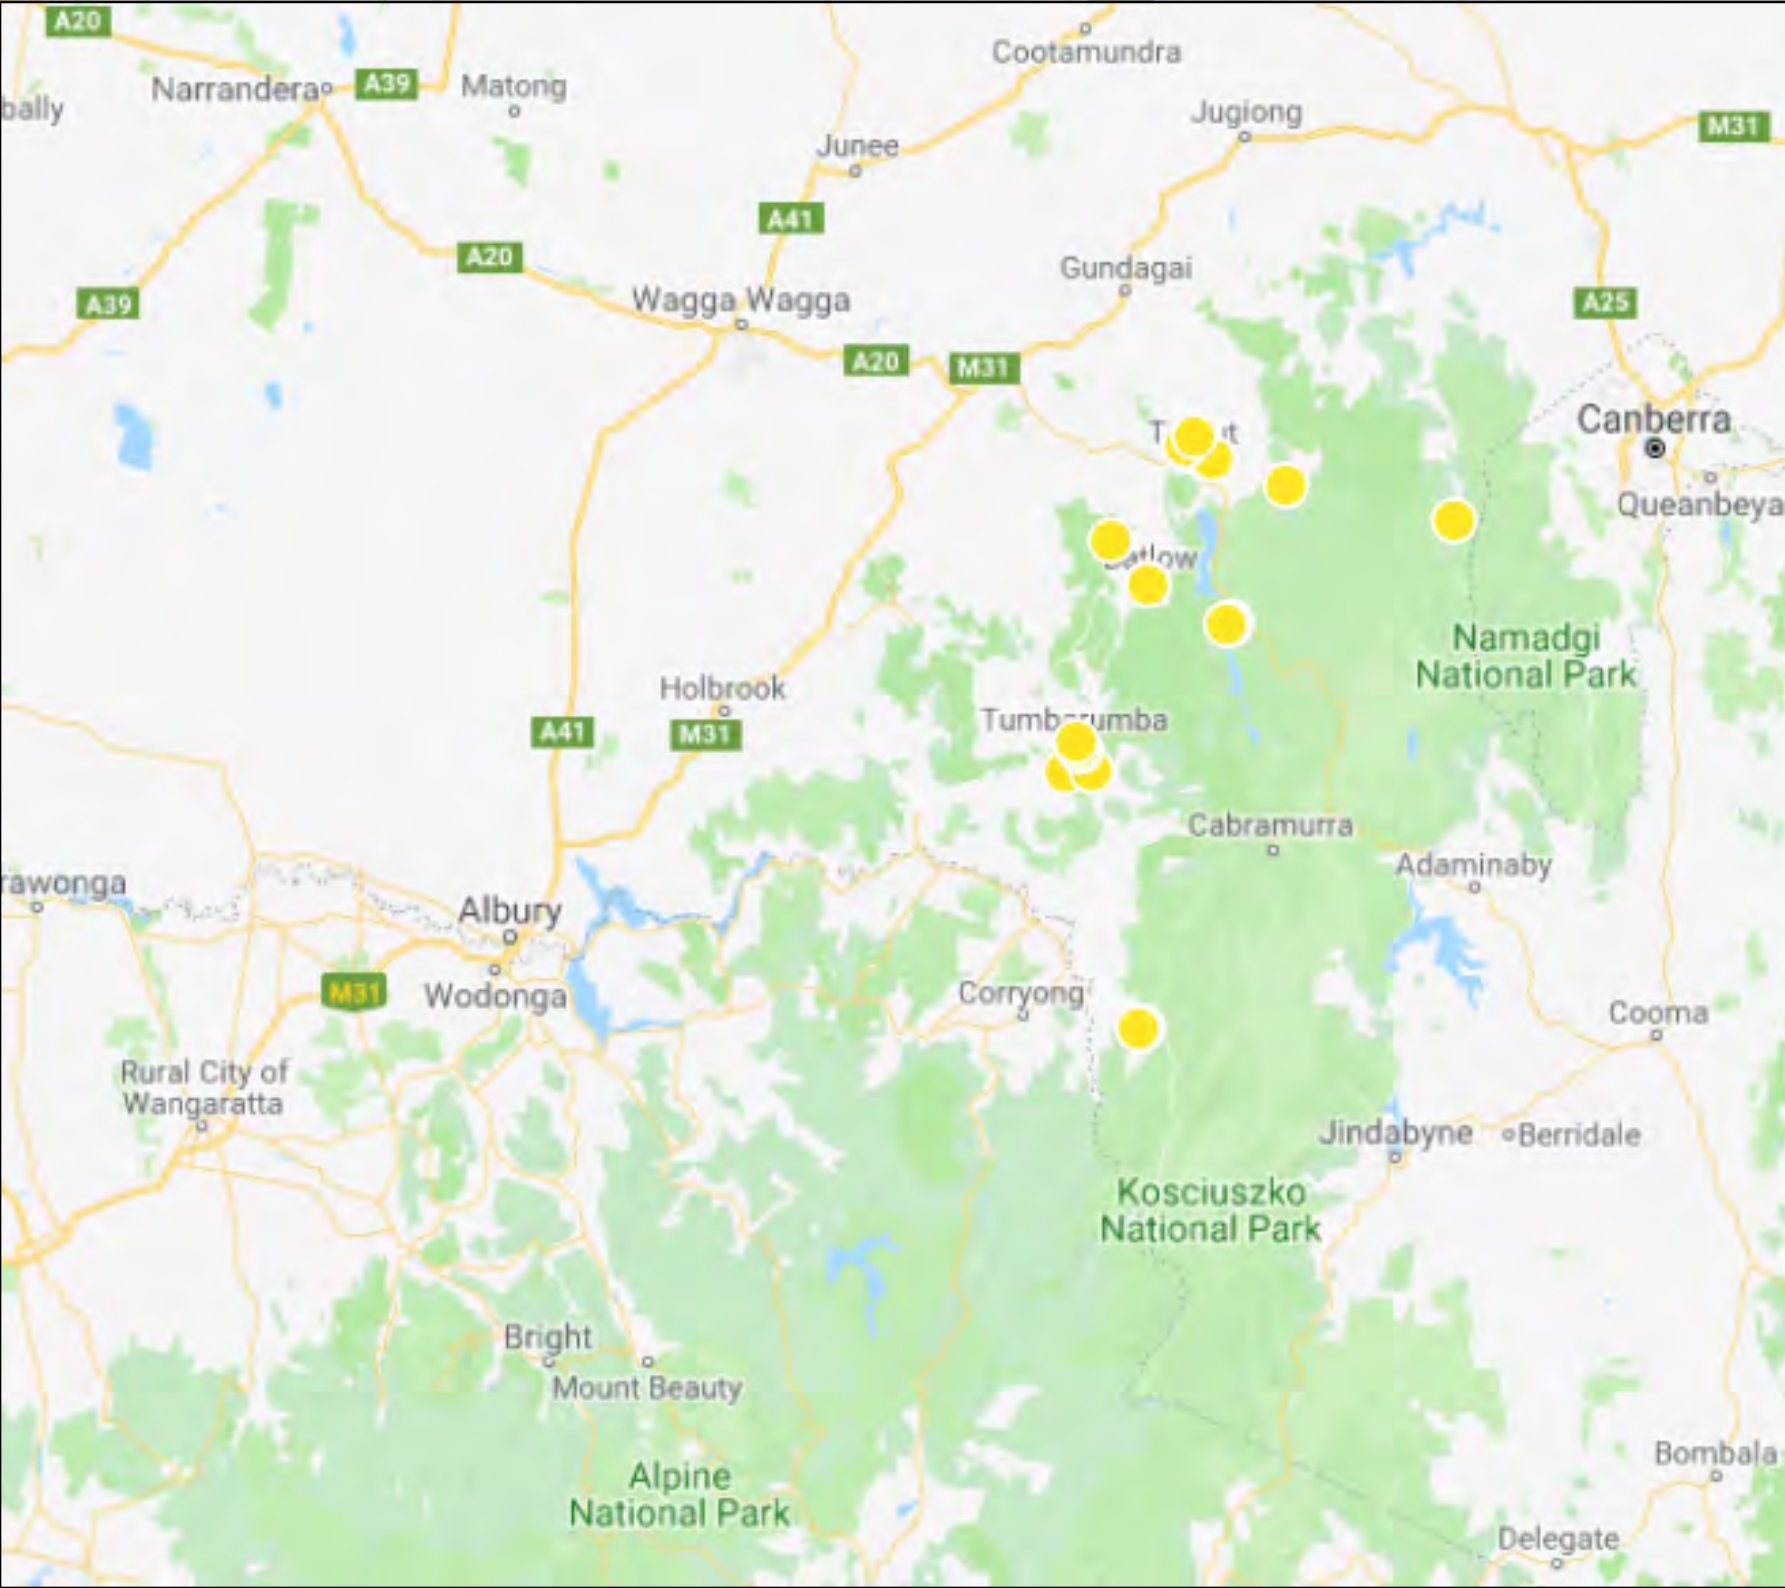 A20
Cootamundra
Narrandera
A39
Matong
bally
Jugiong
M31
Junee
A41
A20
Gundagai
A39
Wagga Wagga
A25
A20
M31
Canberra
Queanbeya
Namadgi
National Park
Holbrook
A41
M31
Cabramurra
Adaminaby
rawonga
Albury
M31
Wodonga
Corryong
Cooma
Rural City of
Wangaratta
Jindabyne
Berridale
Kosciuszko
National Park
Bright
Mount Beauty
Bombala
Alpine
National Park
Delegate